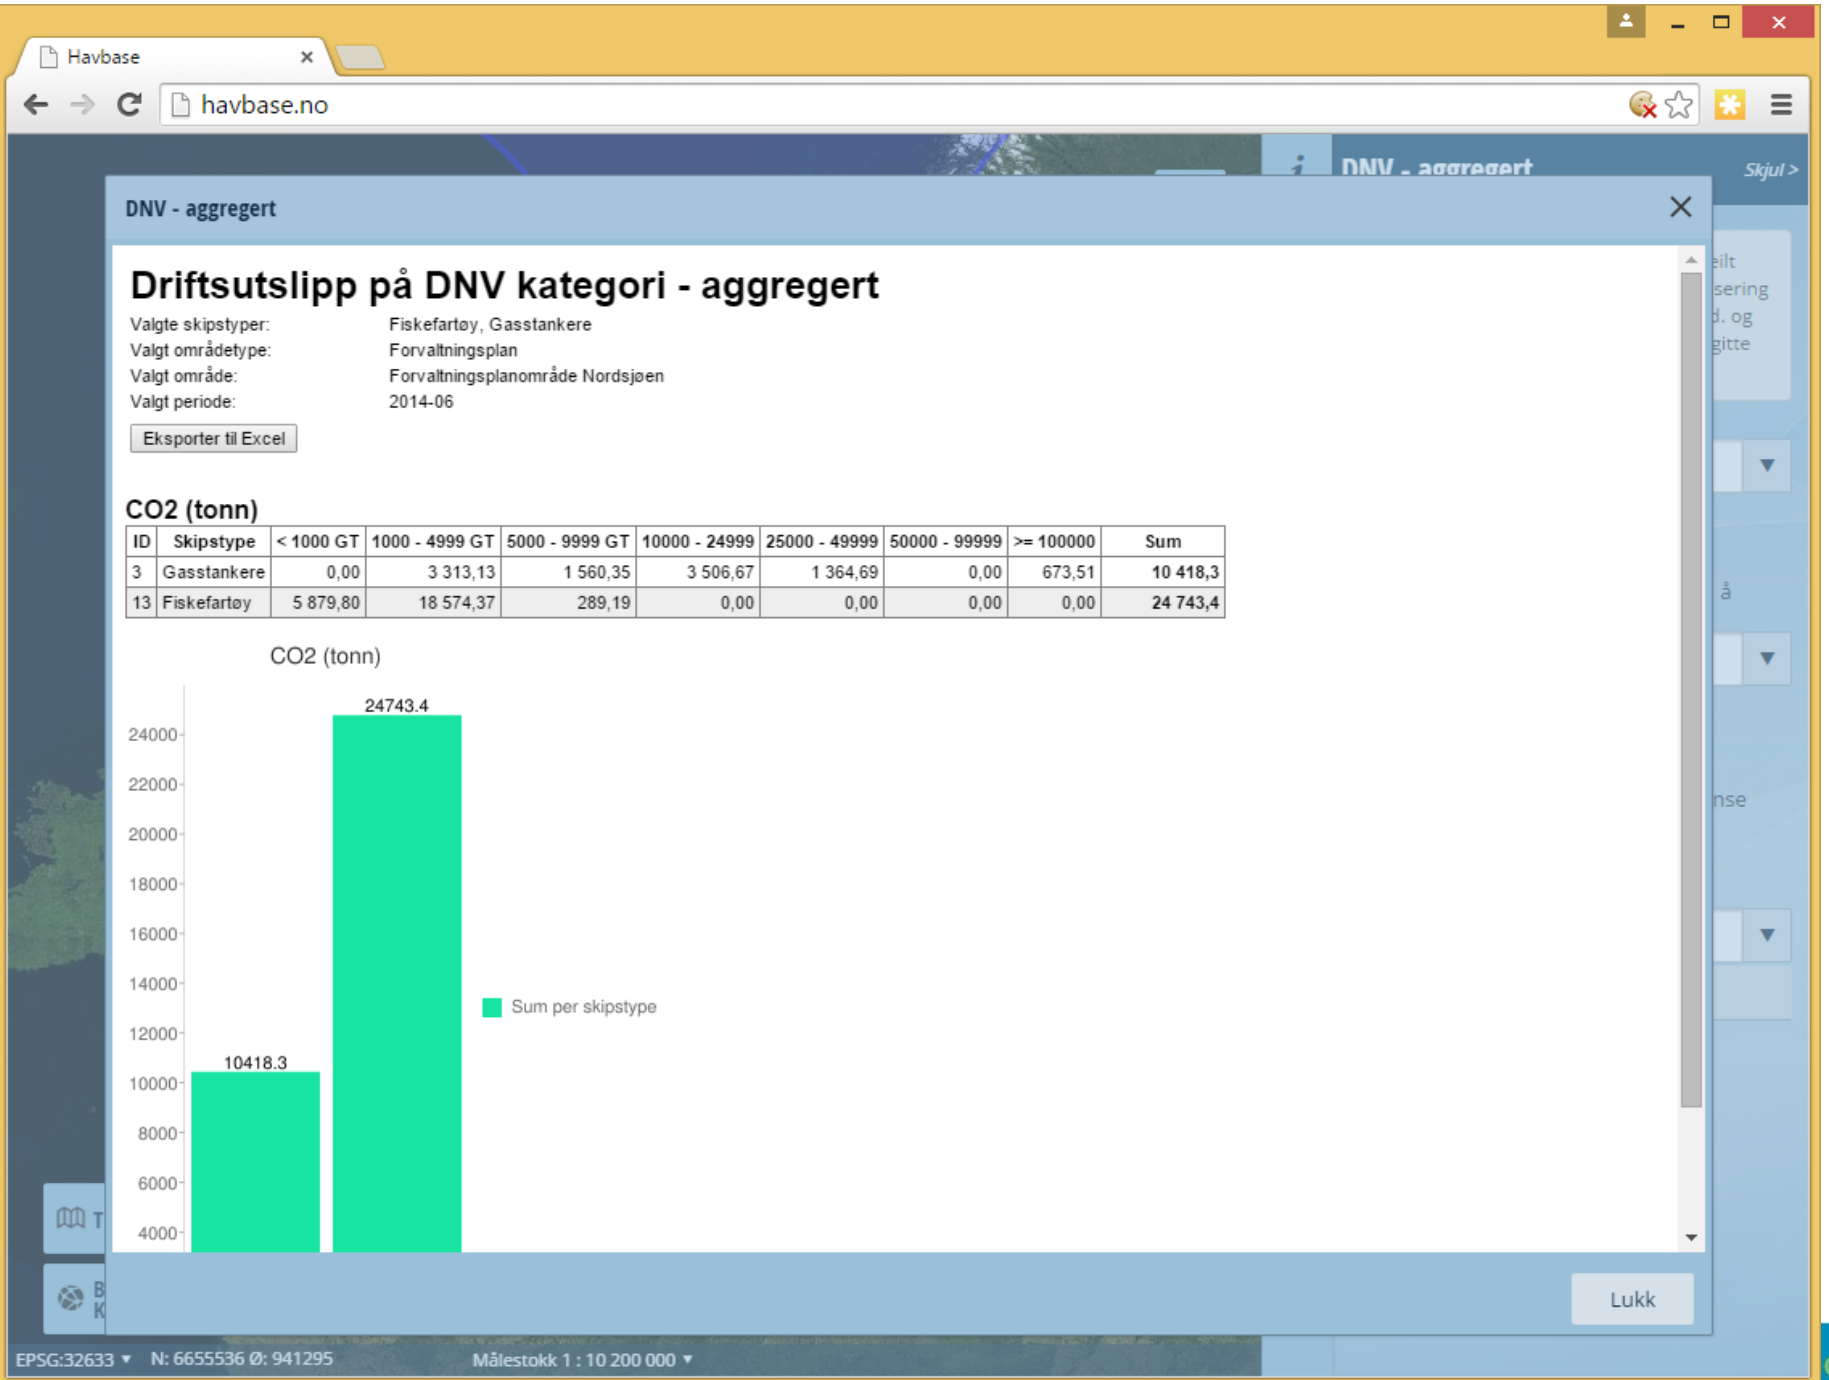 Havbase
havbase.no
DNV - aggregert
Skjul >
DNV - aggregert
Driftsutslipp på DNV kategori - aggregert
Valgte skipstyper: Fiskefartøy, Gasstankere
Valgt områdetype: Forvaltningsplan
Valgt område: Forvaltningsplanområde Nordsjøen
Valgt periode: 2014-06
Eksporter til Excel
CO2 (tonn)
ID Skipstype < 1000 GT 1000 - 4999 GT 5000 - 9999 GT 10000 - 24999 25000 - 49999 50000 - 99999 >= 100000 Sum
3 Gasstankere 0,00 3 313,13 1 560,35 3 506,67 1 364,69 0,00 673,51 10 418,3
13 Fiskefartøy 5 879,80 18 574,37 289,19 0,00 0,00 0,00 0,00 24 743,4
CO2 (tonn)
24743.4
24000
22000
20000
18000
16000
14000
Sum per skipstype
12000
10418.3
10000
8000
6000
4000
sering
d. og
gitte
å
nse
T
B
K
Lukk
EPSG:32633 N: 6655536 Ø: 941295 Målestokk 1 : 10 200 000